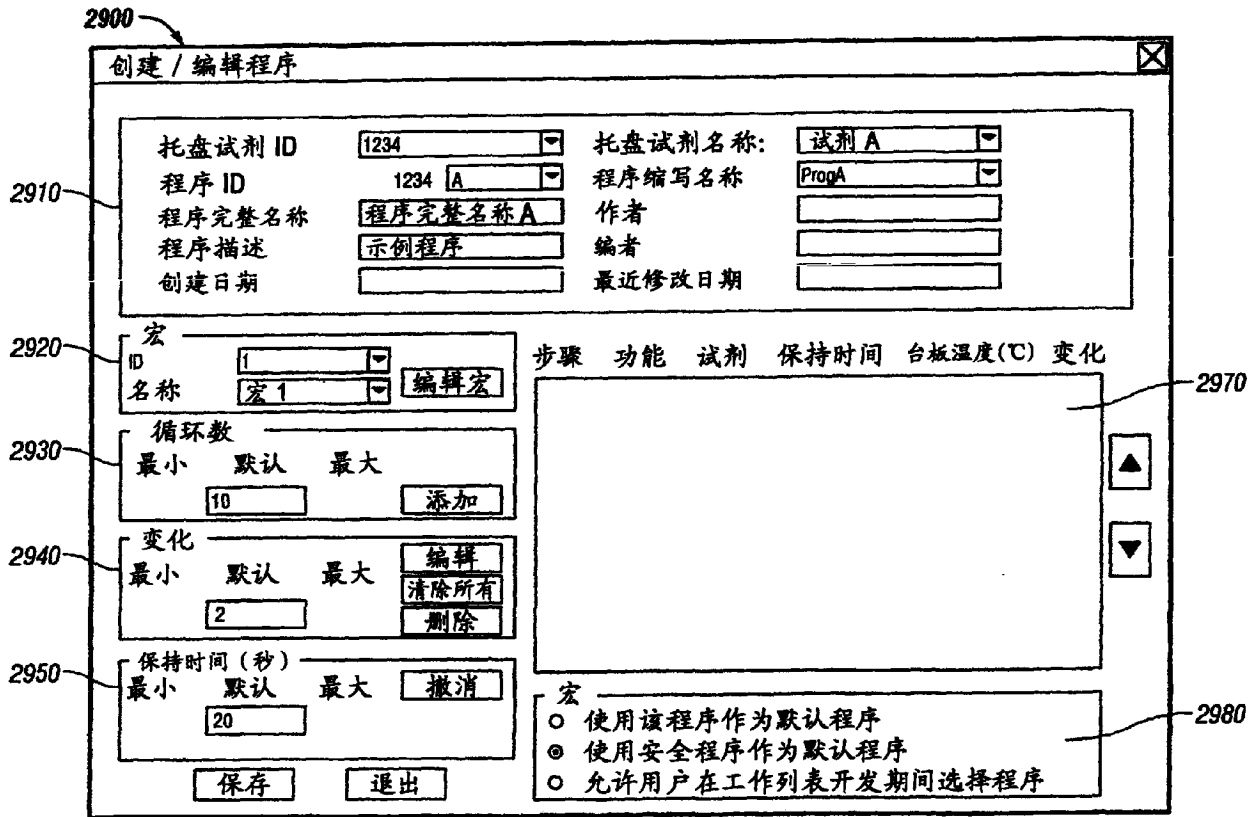 2900
创建 / 编辑程序
托盘试剂 ID 1234 托盘试剂名称: 试剂 A
程序 ID 1234 A 程序缩写名称 ProgA
2910
程序完整名称 程序完整名称 A 作者
程序描述 示例程序 编者
创建日期 最近修改日期
2920
宏
ID 1
名称 宏 1 编辑宏
步骤 功能 试剂 保持时间 台板温度(℃) 变化
2970
2930
循环数
最小 默认 最大
10 添加
2940
变化
编辑
最小 默认 最大
清除所有
2 删除
2950
保持时间 (秒)
最小 默认 最大 撤消
20
宏
2980
使用该程序作为默认程序
使用安全程序作为默认程序
允许用户在工作列表开发期间选择程序
保存 退出